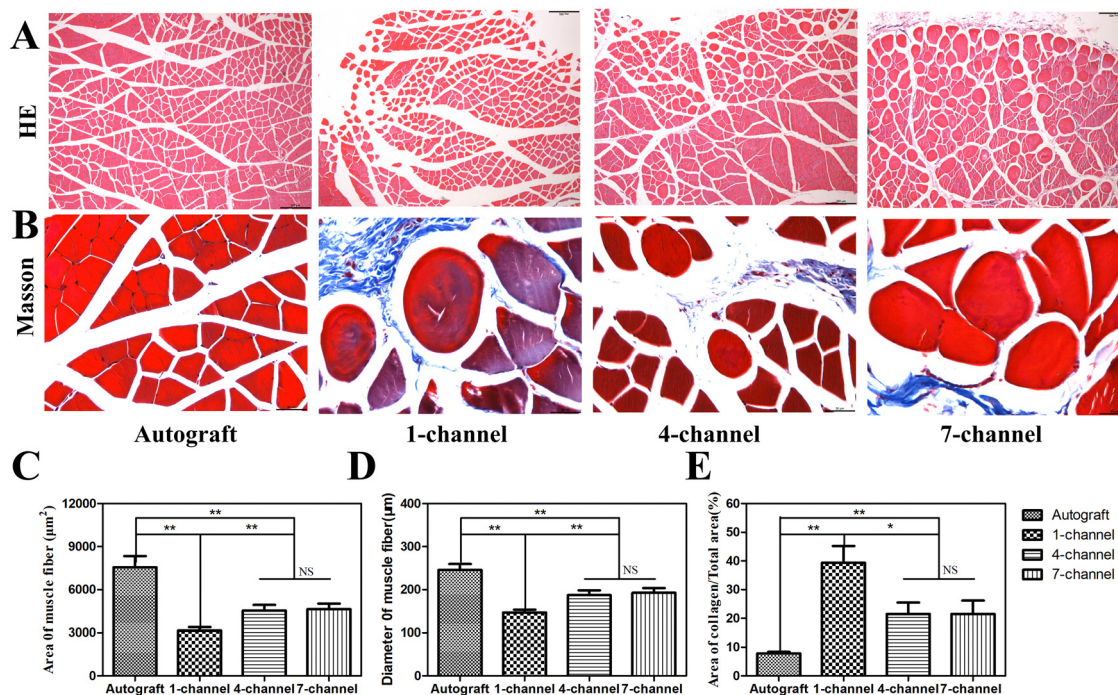 A
HE
B
Masson
Autograft
1-channel
4-channel
7-channel
C
Area 0f muscle fiber (μm²)
12000
9000
6000
3000
0
**
**
**
NS
Autograft 1-channel 4-channel 7-channel
D
Diameter 0f muscle fiber(μm)
400
300
200
100
0
**
**
**
NS
Autograft 1-channel 4-channel 7-channel
E
Area of collagen/Total area(%)
60
50
40
30
20
10
0
**
**
*
NS
Autograft 1-channel 4-channel 7-channel
Autograft
1-channel
4-channel
7-channel